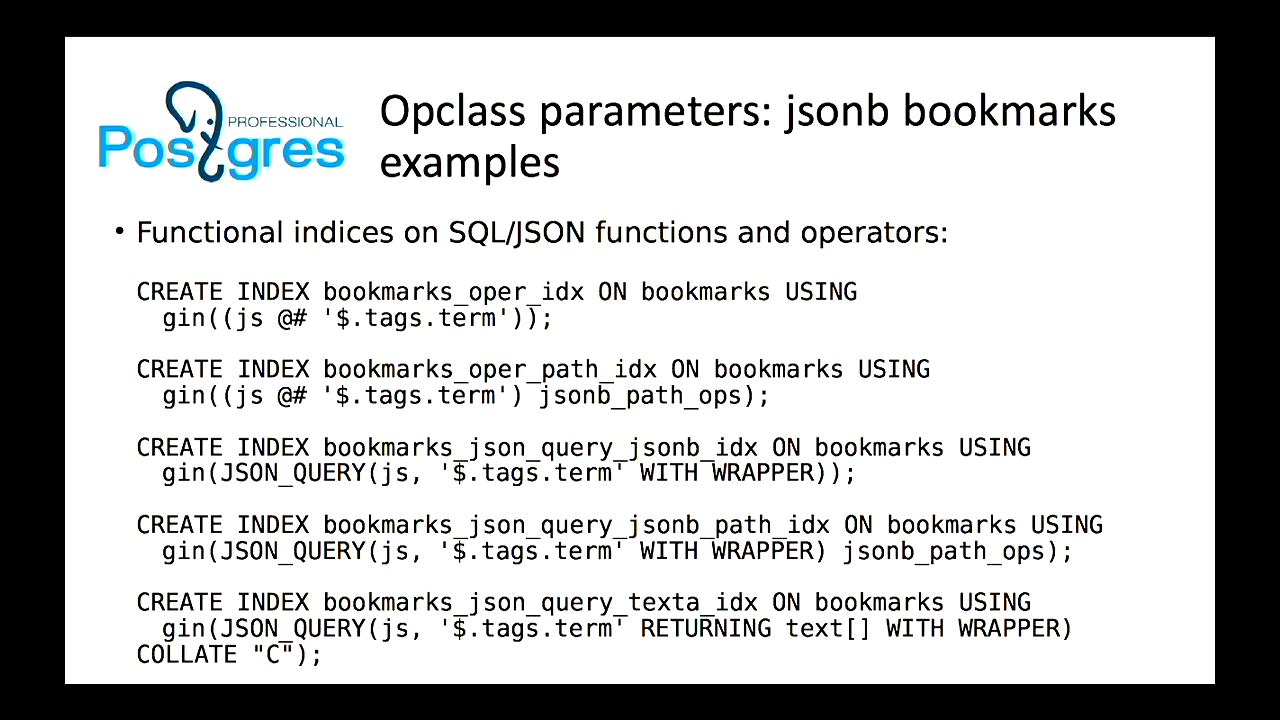 PROFESSIONAL
Postgres
Opclass parameters: jsonb bookmarks
examples
• Functional indices on SQL/JSON functions and operators:
CREATE INDEX bookmarks_oper_idx ON bookmarks USING
gin((js @# '$.tags.term'));
CREATE INDEX bookmarks_oper_path_idx ON bookmarks USING
gin((js @# '$.tags.term') jsonb_path_ops);
CREATE INDEX bookmarks_json_query_jsonb_idx ON bookmarks USING
gin(JSON_QUERY(js, '$.tags.term' WITH WRAPPER));
CREATE INDEX bookmarks_json_query_jsonb_path_idx ON bookmarks USING
gin(JSON_QUERY(js, '$.tags.term' WITH WRAPPER) jsonb_path_ops);
CREATE INDEX bookmarks_json_query_texta_idx ON bookmarks USING
gin(JSON_QUERY(js, '$.tags.term' RETURNING text[] WITH WRAPPER)
COLLATE "C");